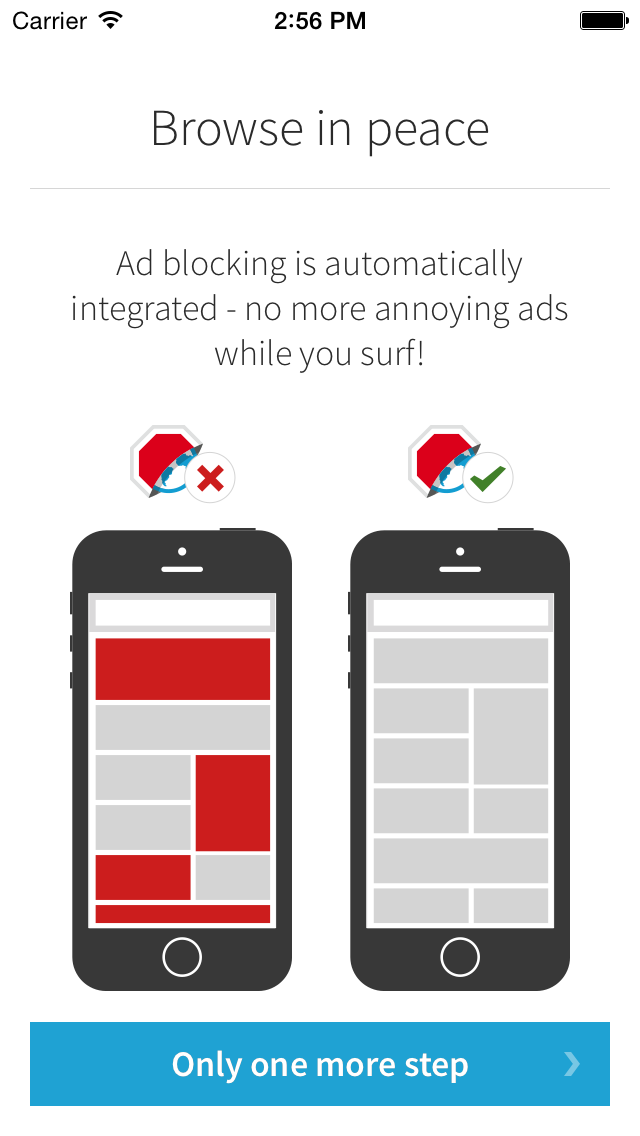 Carrier 2:56 PM
Browse in peace
Ad blocking is automatically
integrated - no more annoying ads
while you surf!
Only one more step